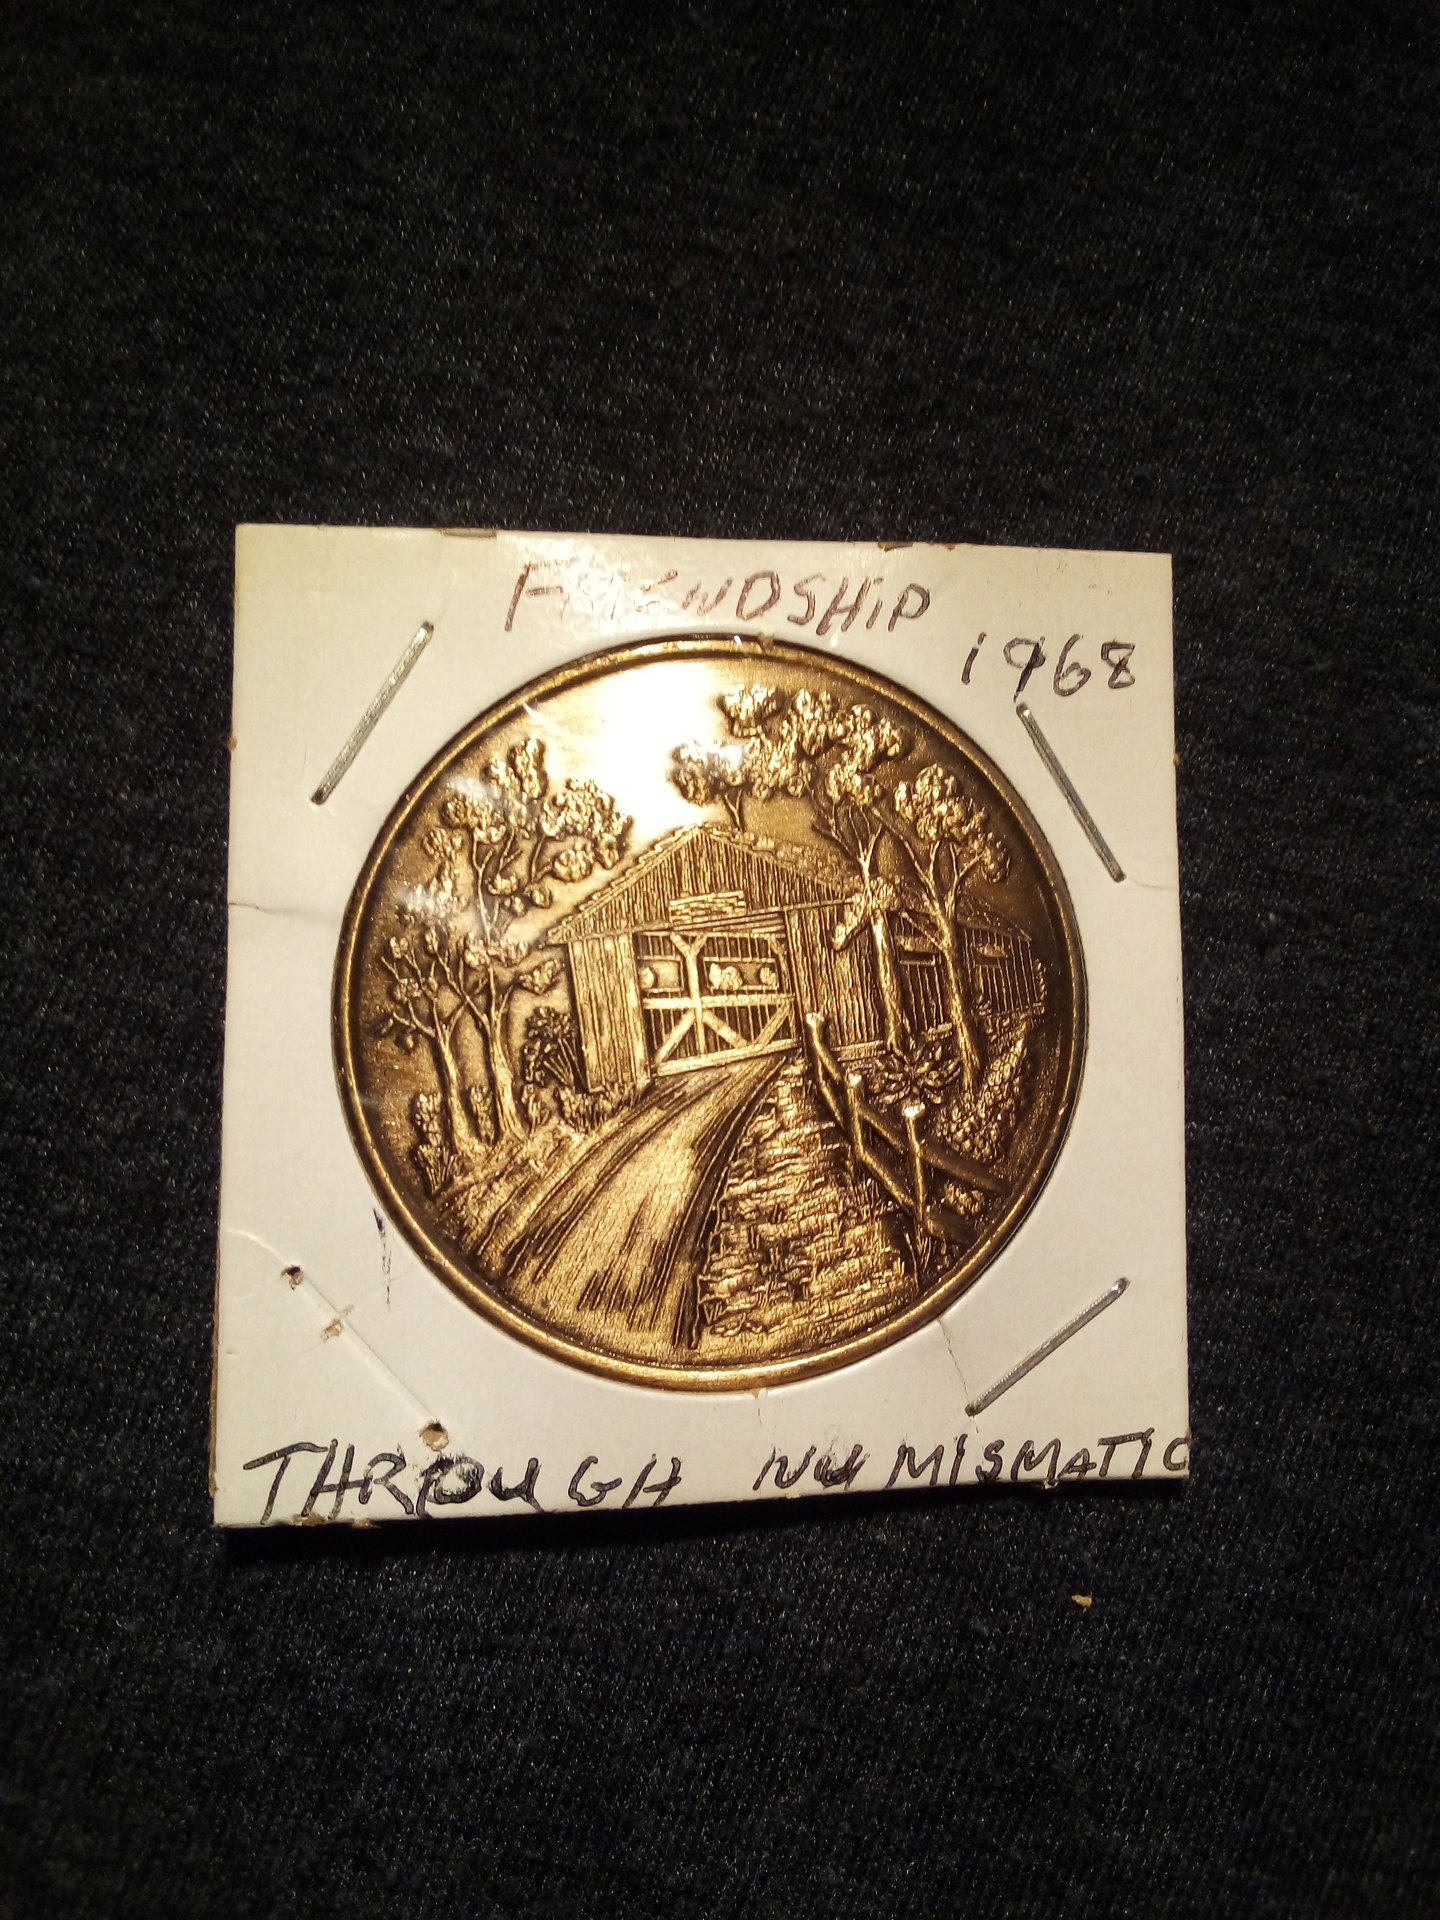 FRIENDSHIP
1968
THROUGH NUMISMATIC